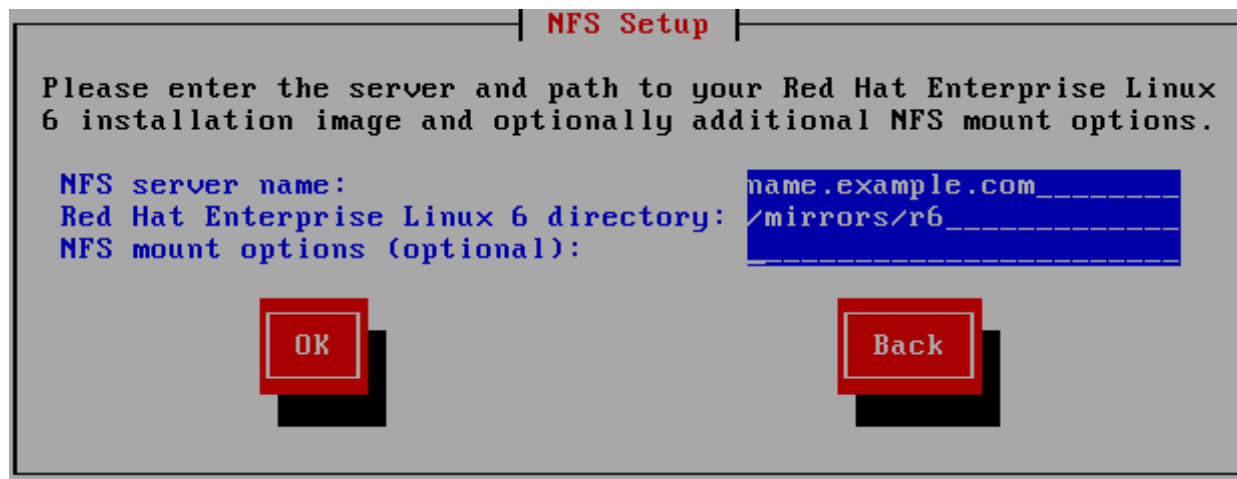 NFS Setup
Please enter the server and path to your Red Hat Enterprise Linux
6 installation image and optionally additional NFS mount options.
NFS server name: name.example.com________
Red Hat Enterprise Linux 6 directory: /mirrors/r6_____________
NFS mount options (optional): ________________________
OK Back